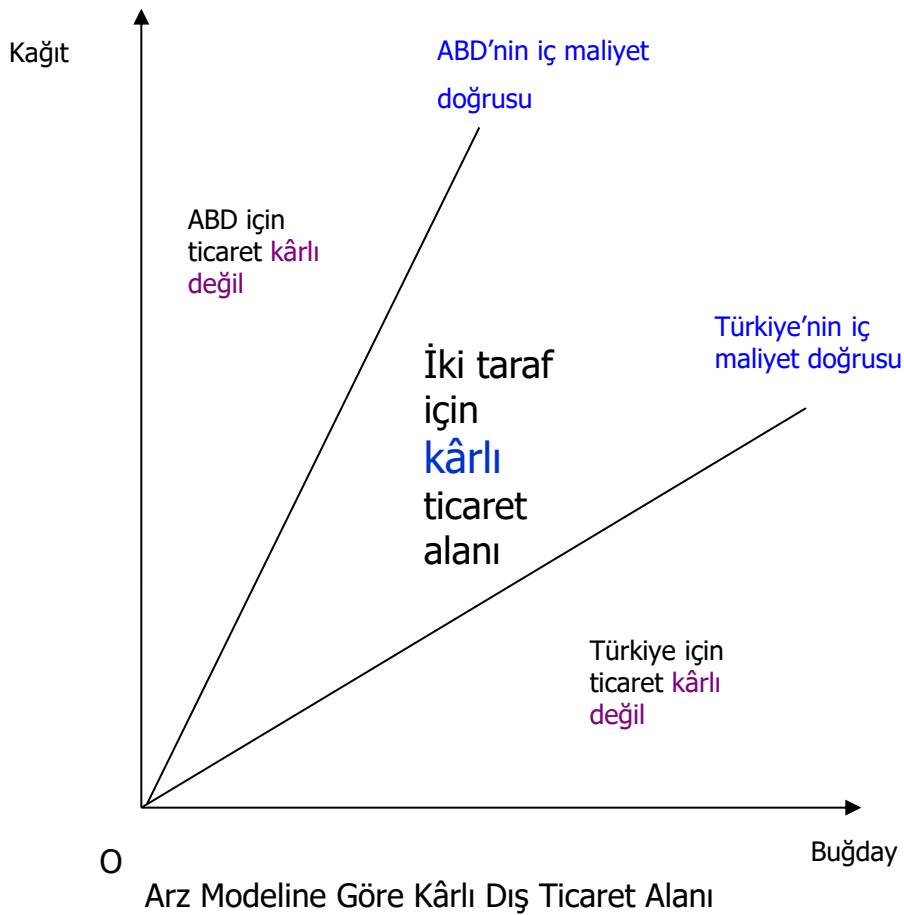 Kağıt
ABD'nin iç maliyet
doğrusu
ABD için
ticaret kârlı
değil
Türkiye'nin iç
maliyet doğrusu
İki taraf
için
kârlı
ticaret
alanı
Türkiye için
ticaret kârlı
değil
O
Buğday
Arz Modeline Göre Kârlı Dış Ticaret Alanı